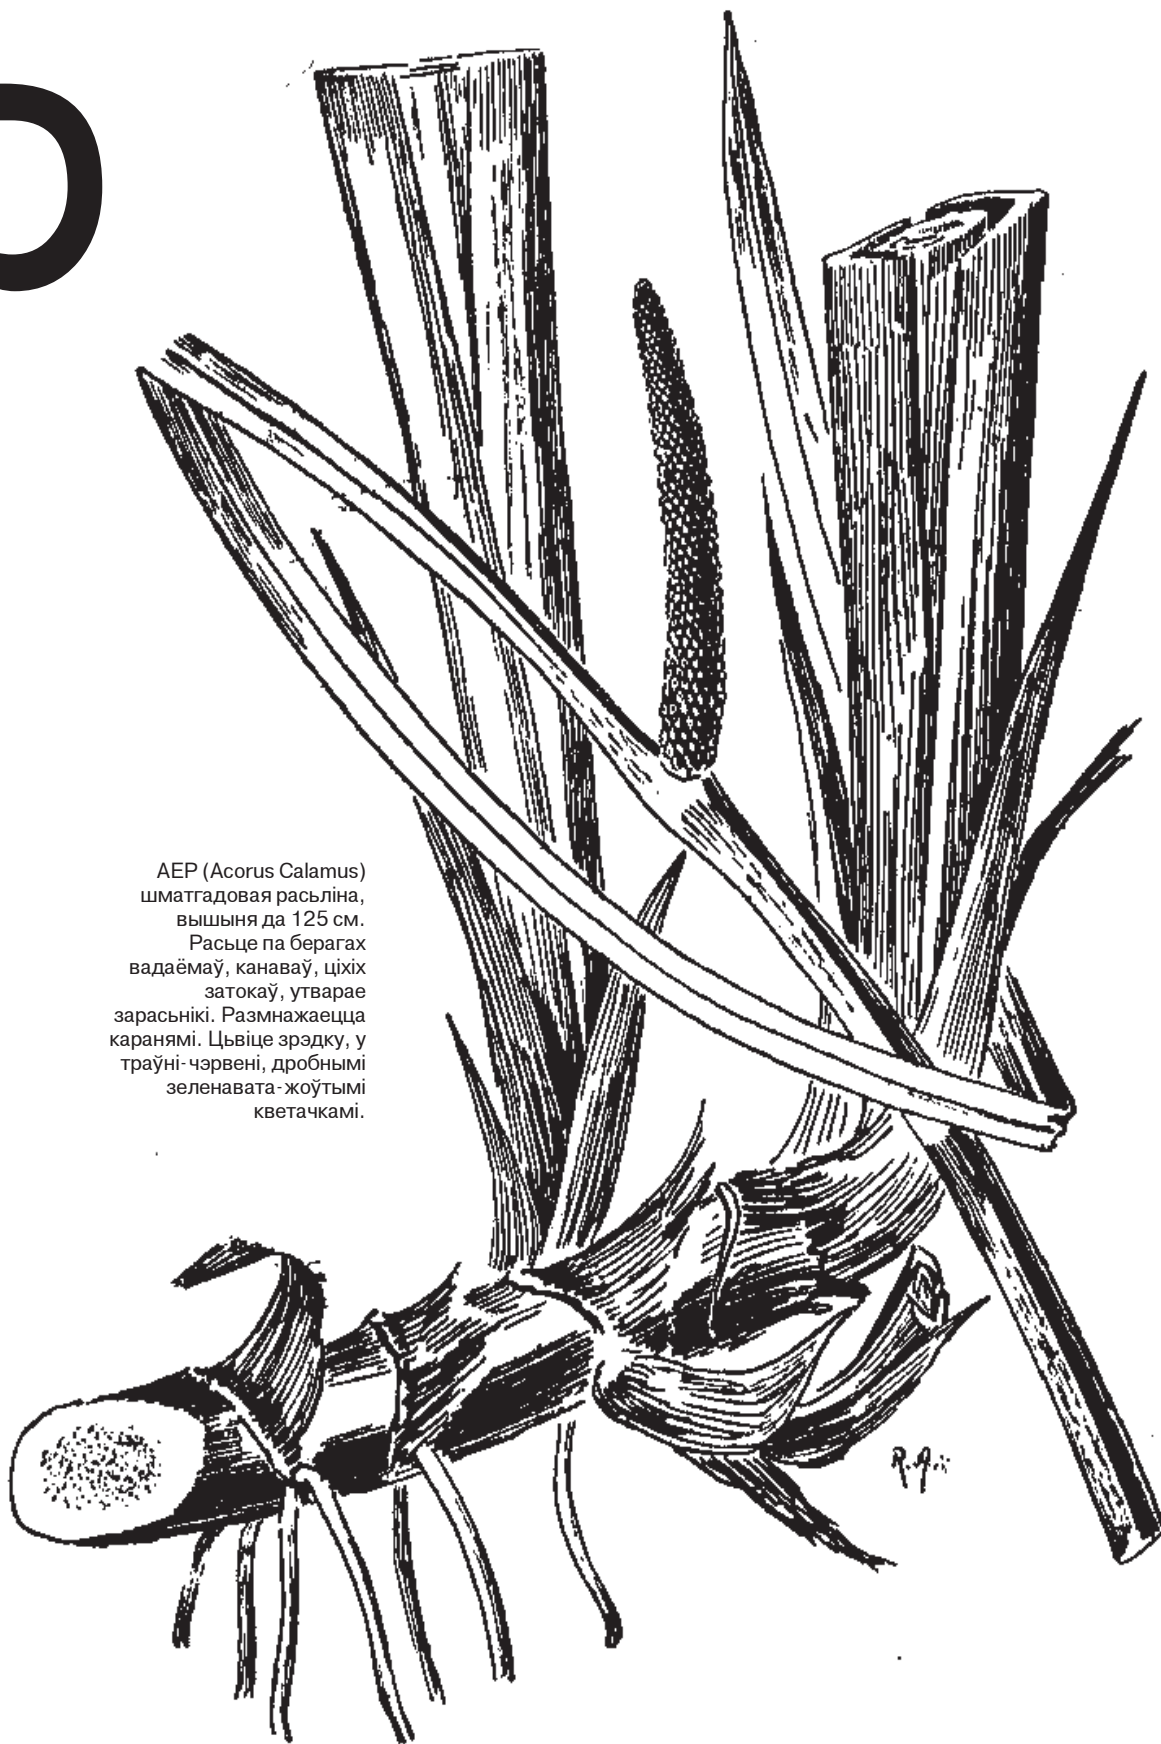 АЕР (Acorus Calamus)
шматгадовая расьліна,
вышыня да 125 см.
Расьце па берагах
вадаёмаў, канаваў, ціхіх
затокаў, утварае
зарасьнікі. Размнажаецца
каранямі. Цьвіце зрэдку, у
траўні-чэрвені, дробнымі
зеленавата-жоўтымі
кветачкамі.